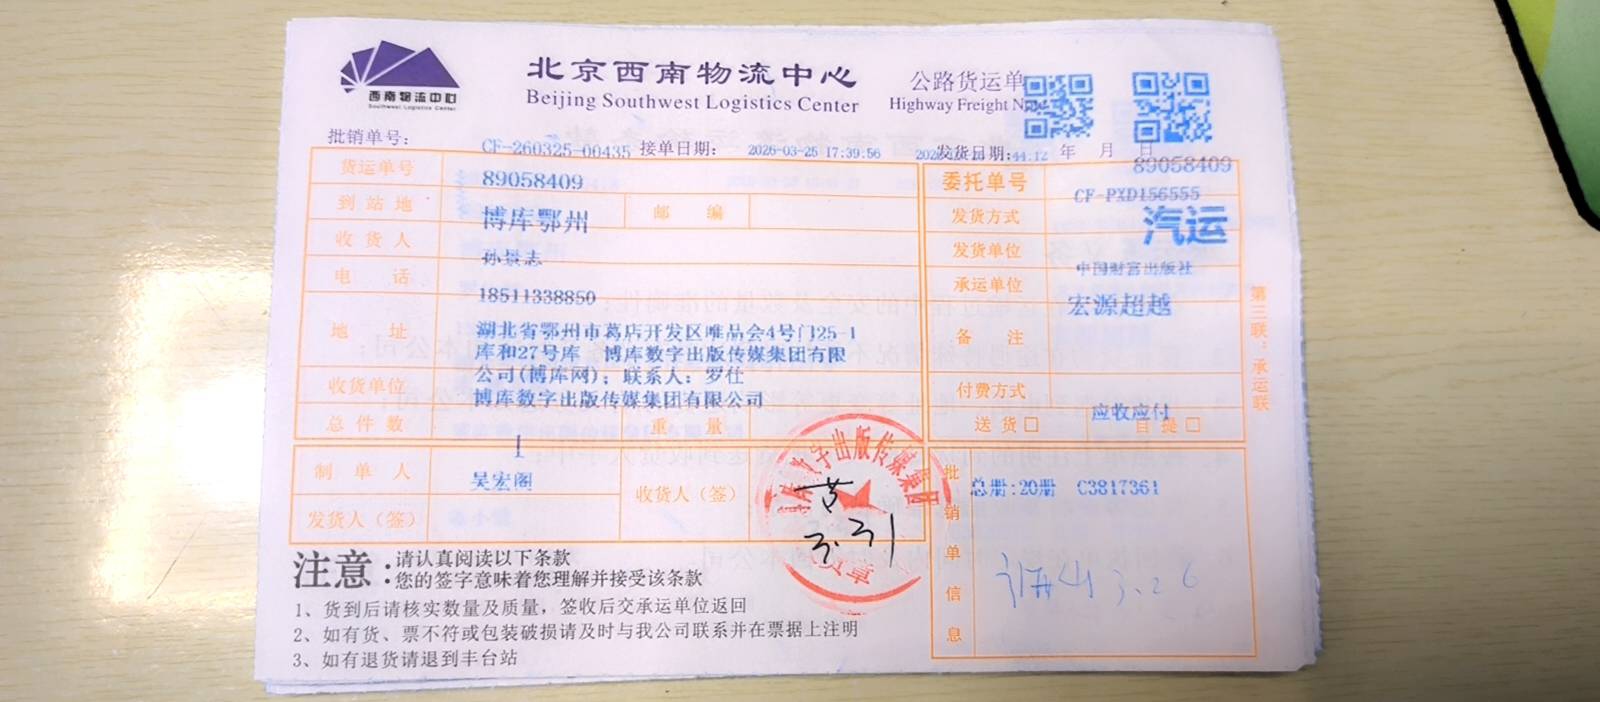 西南物流中心
Southwest Logistics Center
北京西南物流中心
Beijing Southwest Logistics Center
公路货运单
Highway Freight
批销单号:
CF-260325-00435
接单日期:
2026-03-25 17:39:56
发货日期:
年 月 日
89058409
货运单号
89058409
委托单号
CF-PXD156555
到站地
博库鄂州
邮编
发货方式
汽运
收货人
孙景志
发货单位
中国财富出版社
电话
18511338850
承运单位
宏源超越
地址
湖北省鄂州市葛店开发区唯品会4号门25-1
库和27号库 博库数字出版传媒集团有限
公司(博库网); 联系人: 罗仕
备注
收货单位
博库数字出版传媒集团有限公司
付费方式
应收应付
总件数
1
重量
送货□
自提□
制单人
吴宏阁
收货人(签)
发货人(签)
数字出版传媒集团
3.31
批销单信息
总册:20册 C3817361
3.26
第三联:承运联
注意:
请认真阅读以下条款
您的签字意味着您理解并接受该条款
1、货到后请核实数量及质量,签收后交承运单位返回
2、如有货、票不符或包装破损请及时与我公司联系并在票据上注明
3、如有退货请退到丰台站